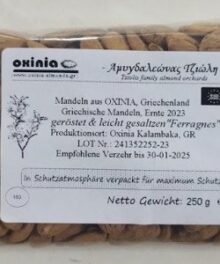 oxinia
www.oxinia-almonds.gr
- Αμυγδαλεώνας Τζιώλη
Tziolis family almond orchards
Mandeln aus OXINIA, Griechenland
Griechische Mandeln, Ernte 2023
geröstet & leicht gesalzen "Ferragnes"
Produktionsort: Oxinia Kalambaka, GR
LOT Nr.: 241352252-23
Empfohlene Verzehr bis 30-01-2025
In Schutzatmosphäre verpackt für maximum Schutz
Netto Gewicht: 250 g